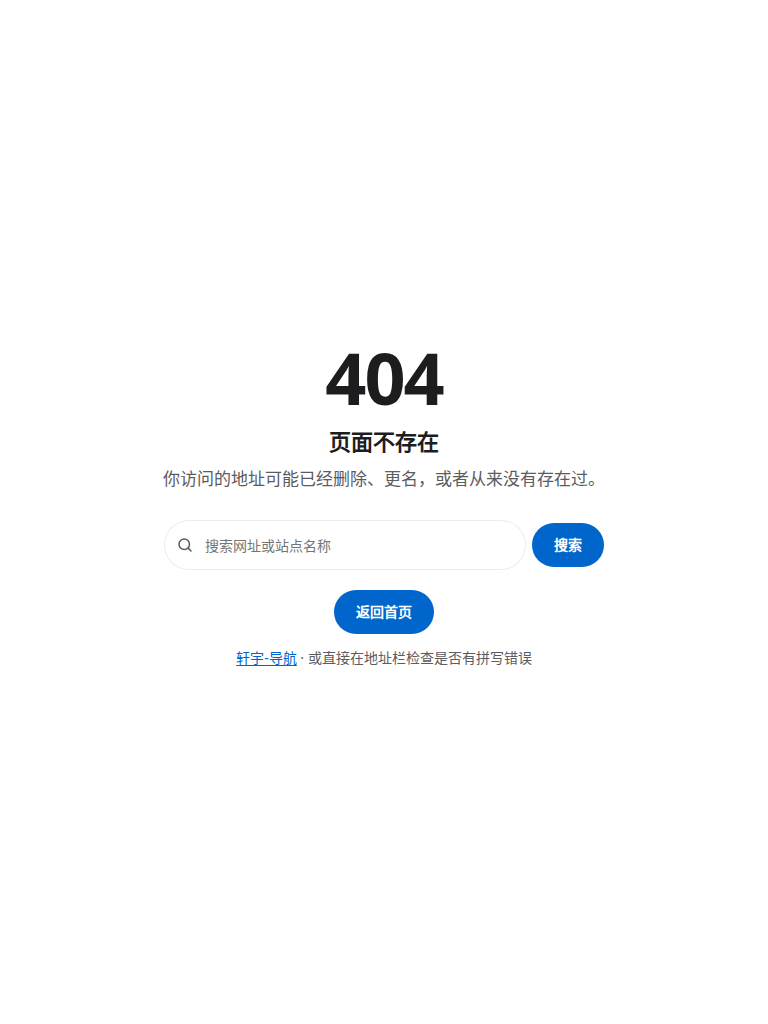 404
页面不存在
你访问的地址可能已经删除、更名，或者从来没有存在过。
搜索网址或站点名称
搜索
返回首页
轩宇-导航 · 或直接在地址栏检查是否有拼写错误